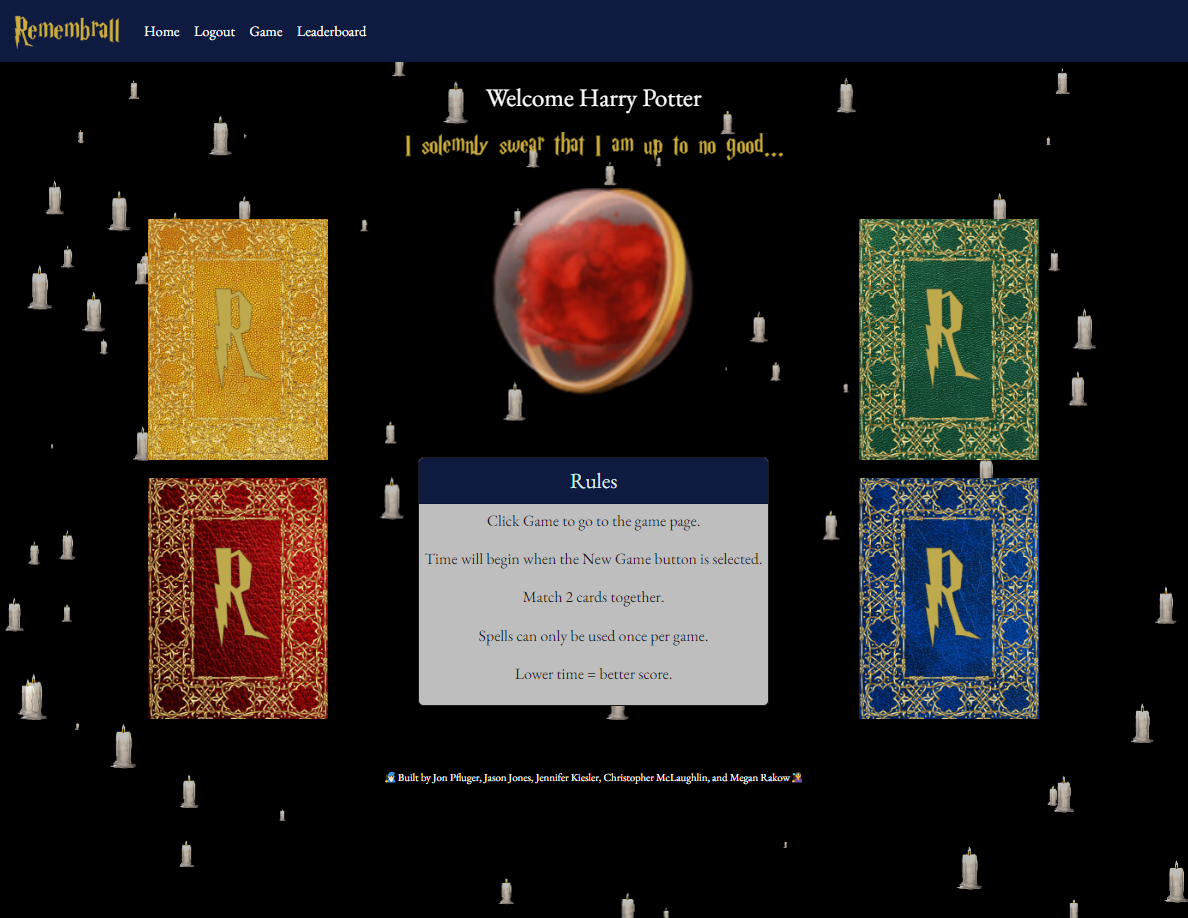 Remembrall
Home Logout Game Leaderboard
Welcome Harry Potter
I solemnly swear that I am up to no good...
R
R
Rules
Click Game to go to the game page.
Time will begin when the New Game button is selected.
Match 2 cards together.
Spells can only be used once per game.
Lower time = better score.
R
R
🧙‍♂️Built by Jon Pfluger, Jason Jones, Jennifer Kiesler, Christopher McLaughlin, and Megan Rakow🧙‍♀️